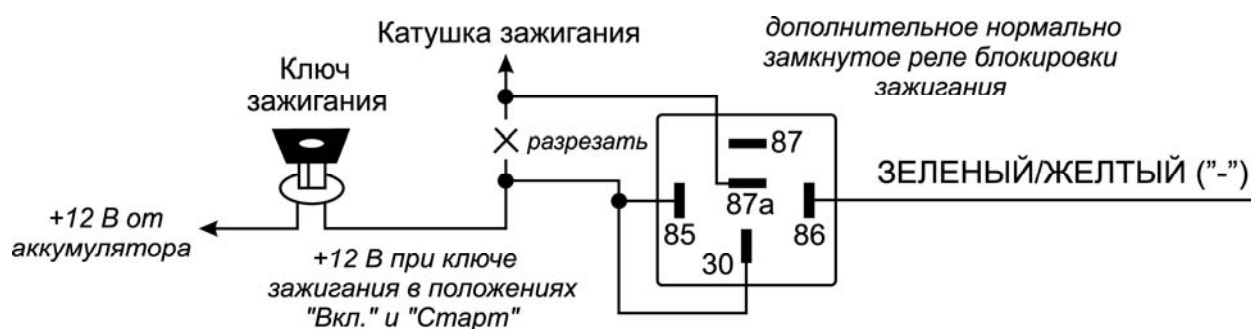 Катушка зажигания
дополнительное нормально
замкнутое реле блокировки
зажигания
Ключ
зажигания
разрезать
87
ЗЕЛЕНЫЙ/ЖЕЛТЫЙ ("-")
87a
85
86
30
+12 В от
аккумулятора
+12 В при ключе
зажигания в положениях
"Вкл." и "Старт"